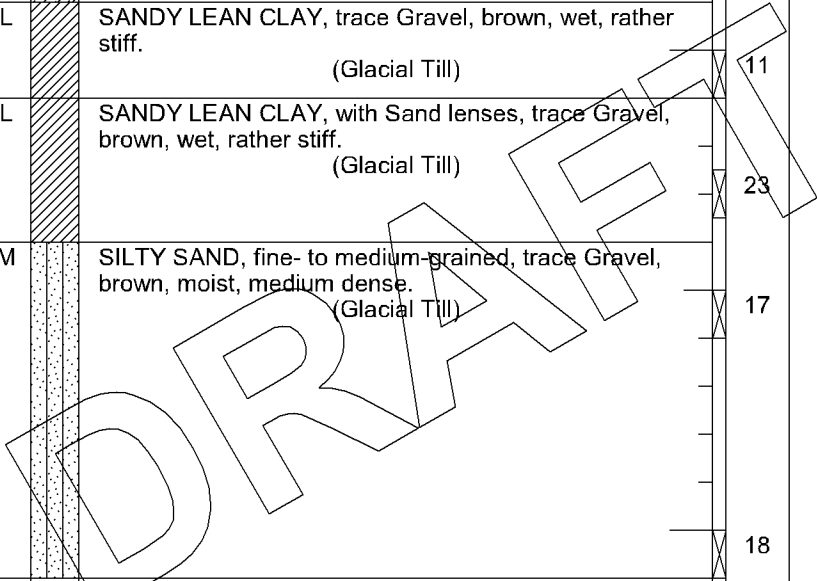 L SANDY LEAN CLAY, trace Gravel, brown, wet, rather
stiff.
(Glacial Till)
11
L SANDY LEAN CLAY, with Sand lenses, trace Gravel,
brown, wet, rather stiff.
(Glacial Till)
23
M SILTY SAND, fine- to medium-grained, trace Gravel,
brown, moist, medium dense.
(Glacial Till)
17
18
DRAFT